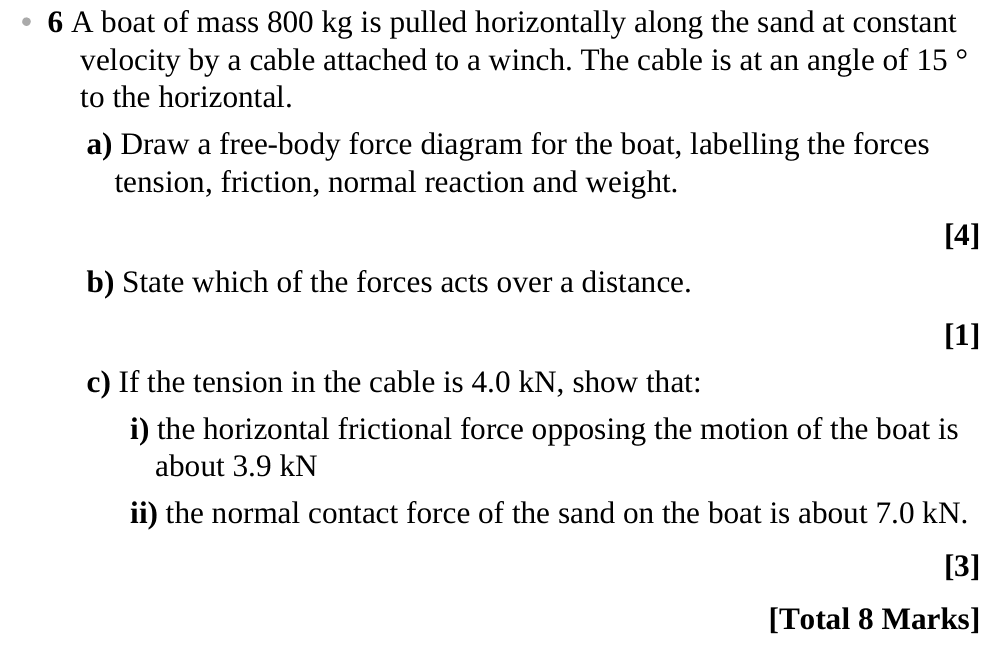 • 6 A boat of mass 800 kg is pulled horizontally along the sand at constant
velocity by a cable attached to a winch. The cable is at an angle of 15 °
to the horizontal.
a) Draw a free-body force diagram for the boat, labelling the forces
tension, friction, normal reaction and weight.
[4]
b) State which of the forces acts over a distance.
[1]
c) If the tension in the cable is 4.0 kN, show that:
i) the horizontal frictional force opposing the motion of the boat is
about 3.9 kN
ii) the normal contact force of the sand on the boat is about 7.0 kN.
[3]
[Total 8 Marks]